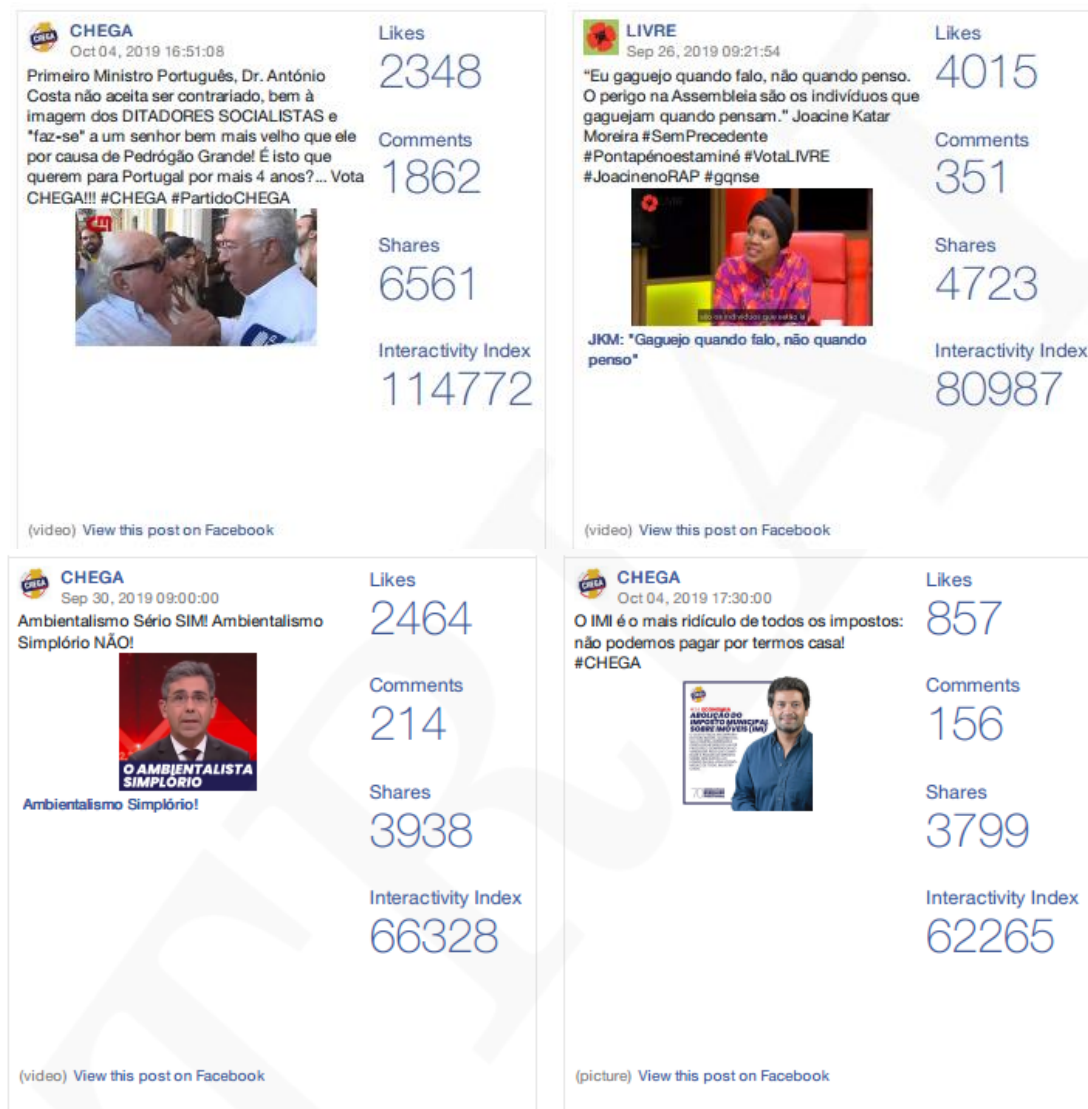 CHEGA
Oct 04, 2019 16:51:08
Primeiro Ministro Português, Dr. António
Costa não aceita ser contrariado, bem à
imagem dos DITADORES SOCIALISTAS e
"faz-se" a um senhor bem mais velho que ele
por causa de Pedrógão Grande! É isto que
querem para Portugal por mais 4 anos?... Vota
CHEGA!!! #CHEGA #PartidoCHEGA
Likes
2348
Comments
1862
Shares
6561
Interactivity Index
114772
(video) View this post on Facebook
LIVRE
Sep 26, 2019 09:21:54
“Eu gaguejo quando falo, não quando penso.
O perigo na Assembleia são os indivíduos que
gaguejam quando pensam.” Joacine Katar
Moreira #SemPrecedente
#Pontapénoestaminé #VotaLIVRE
#JoacinenoRAP #gqnse
LIVRE
são os indivíduos que
JKM: "Gaguejo quando falo, não quando
penso"
Likes
4015
Comments
351
Shares
4723
Interactivity Index
80987
(video) View this post on Facebook
CHEGA
Sep 30, 2019 09:00:00
Ambientalismo Sério SIM! Ambientalismo
Simplório NÃO!
O AMBIENTALISTA
SIMPLÓRIO
Ambientalismo Simplório!
Likes
2464
Comments
214
Shares
3938
Interactivity Index
66328
(video) View this post on Facebook
CHEGA
Oct 04, 2019 17:30:00
O IMI é o mais ridículo de todos os impostos:
não podemos pagar por termos casa!
#CHEGA
ECONOMIA
ABOLIÇÃO DO
IMPOSTO MUNICIPAL
SOBRE IMÓVEIS (IMI)
Likes
857
Comments
156
Shares
3799
Interactivity Index
62265
(picture) View this post on Facebook